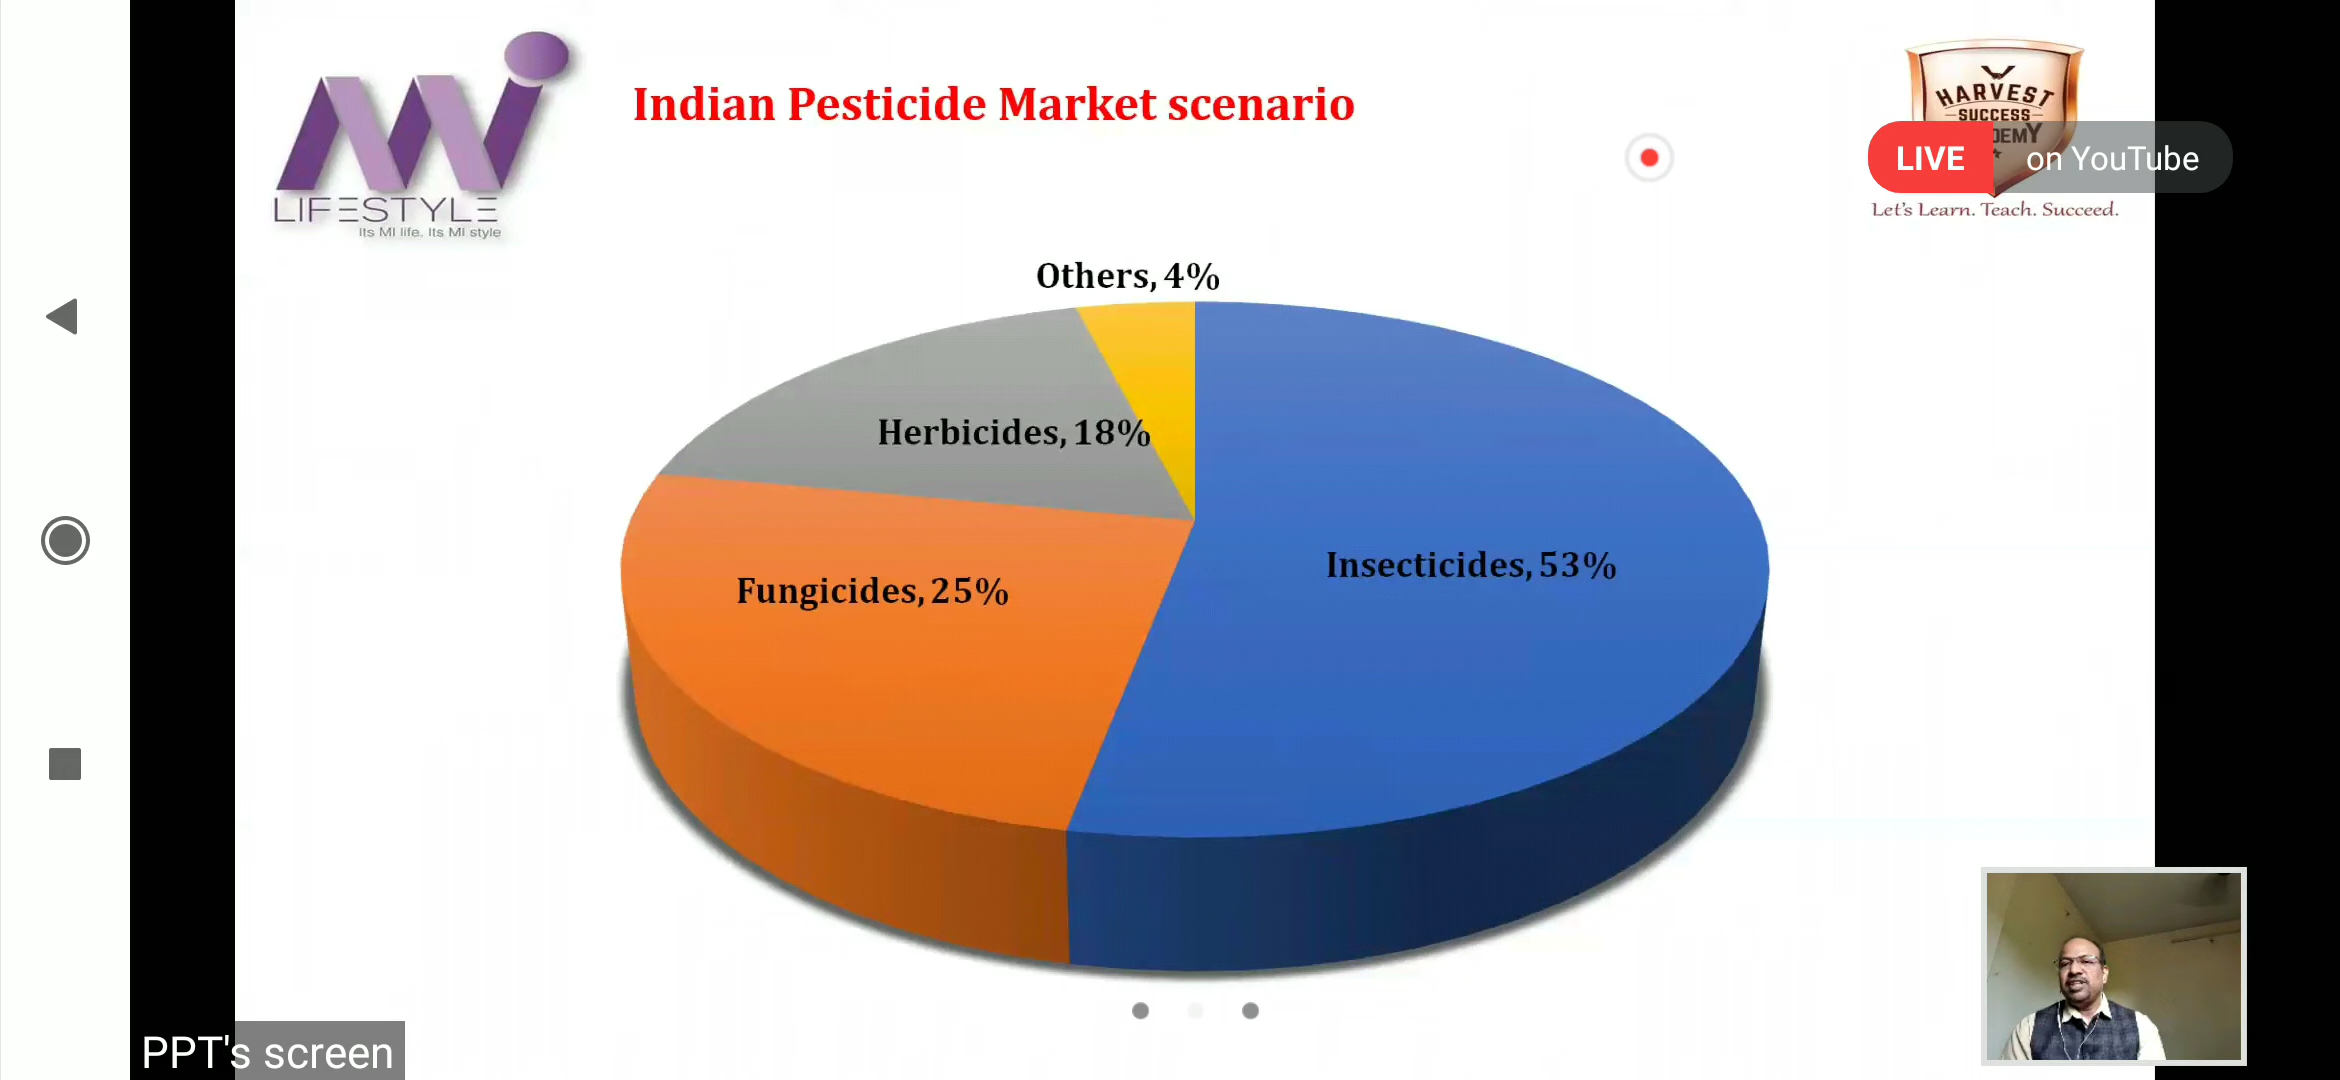 LIFESTYLE
Its MI life. Its MI style
Indian Pesticide Market scenario
HARVEST
SUCCESS
LIVE on YouTube
Let's Learn. Teach. Succeed.
Others, 4%
Herbicides, 18%
Fungicides, 25%
Insecticides, 53%
PPT's screen